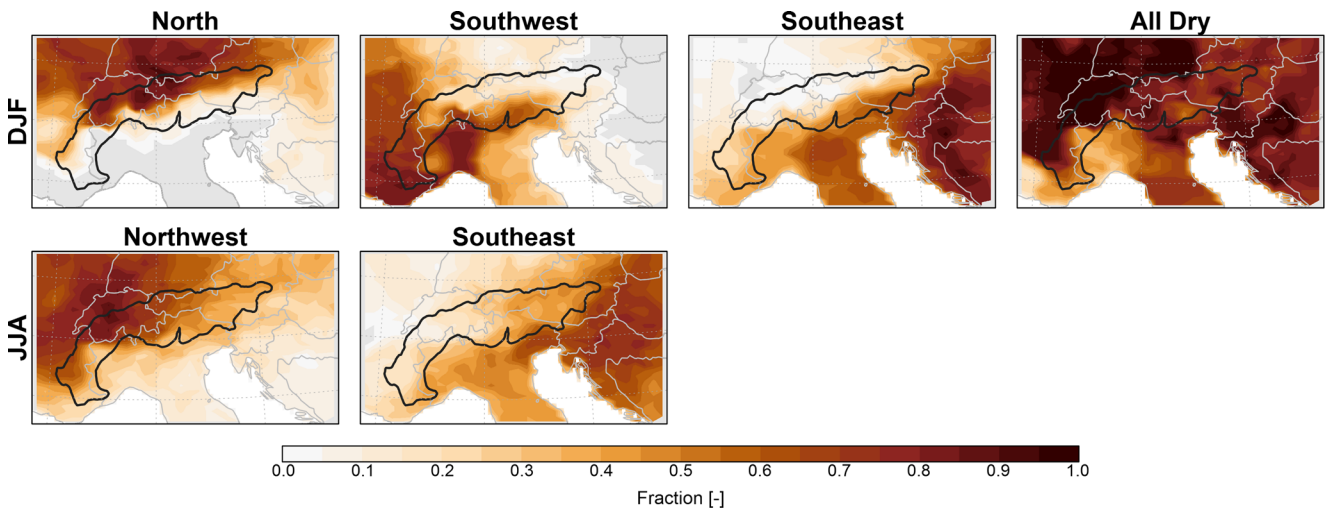 North Southwest Southeast All Dry
DJF
Northwest Southeast
JJA
0.0 0.1 0.2 0.3 0.4 0.5 0.6 0.7 0.8 0.9 1.0
Fraction [-]